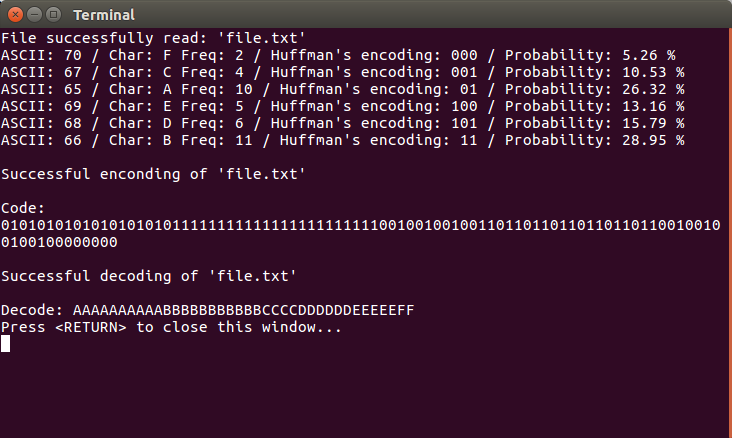 Terminal
File successfully read: 'file.txt'
ASCII: 70 / Char: F Freq: 2 / Huffman's encoding: 000 / Probability: 5.26 %
ASCII: 67 / Char: C Freq: 4 / Huffman's encoding: 001 / Probability: 10.53 %
ASCII: 65 / Char: A Freq: 10 / Huffman's encoding: 01 / Probability: 26.32 %
ASCII: 69 / Char: E Freq: 5 / Huffman's encoding: 100 / Probability: 13.16 %
ASCII: 68 / Char: D Freq: 6 / Huffman's encoding: 101 / Probability: 15.79 %
ASCII: 66 / Char: B Freq: 11 / Huffman's encoding: 11 / Probability: 28.95 %
Successful enconding of 'file.txt'
Code:
01010101010101010101111111111111111111111100100100100110110110110110110110010010
0100100000000
Successful decoding of 'file.txt'
Decode: AAAAAAAAAABBBBBBBBBBBCCCCDDDDDDEEEEEFF
Press <RETURN> to close this window...